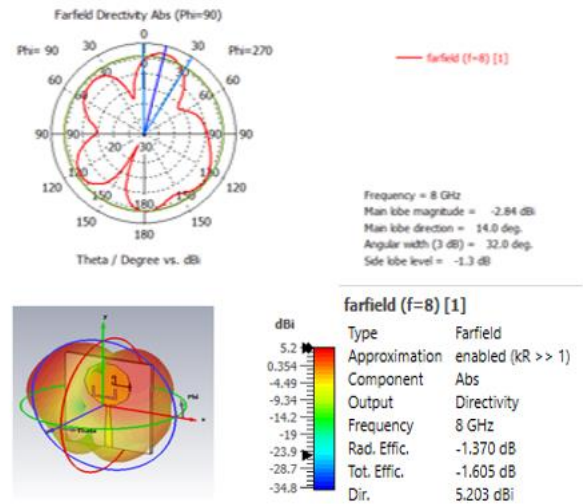 Farfield Directivity Abs (Phi=90)
Phi= 90 30 0 30 Phi=270
60 60
90 -20 30 90
120 120
150 180 150
Theta / Degree vs. dBi
farfield (f=8) [1]
Frequency = 8 GHz
Main lobe magnitude = -2.84 dBi
Main lobe direction = 14.0 deg.
Angular width (3 dB) = 32.0 deg.
Side lobe level = -1.3 dB
y
Phi
x
Theta
dBi
5.2
0.354
-4.49
-9.34
-14.2
-19
-23.9
-28.7
-34.8
farfield (f=8) [1]
Type Farfield
Approximation enabled (kR >> 1)
Component Abs
Output Directivity
Frequency 8 GHz
Rad. Effic. -1.370 dB
Tot. Effic. -1.605 dB
Dir. 5.203 dBi